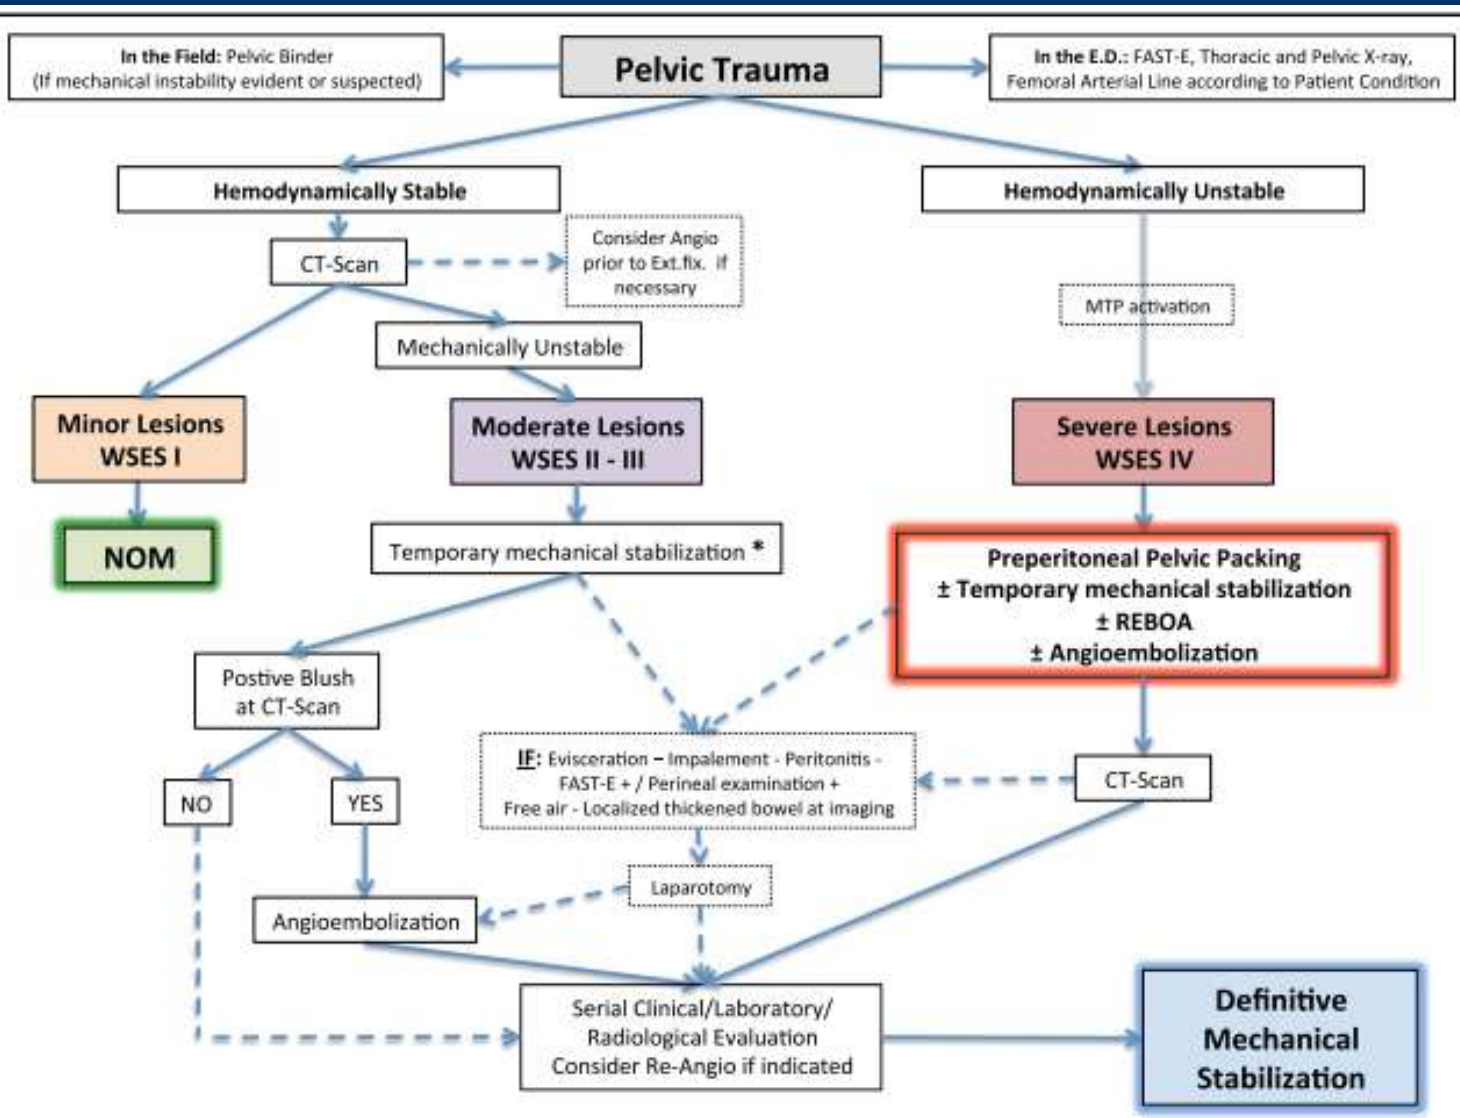 In the Field: Pelvic Binder
(If mechanical instability evident or suspected)
Pelvic Trauma
In the E.D.: FAST-E, Thoracic and Pelvic X-ray,
Femoral Arterial Line according to Patient Condition
Hemodynamically Stable
Hemodynamically Unstable
CT-Scan
Consider Angio
prior to Ext.fix. if
necessary
MTP activation
Mechanically Unstable
Minor Lesions
WSES I
Moderate Lesions
WSES II - III
Severe Lesions
WSES IV
NOM
Temporary mechanical stabilization *
Preperitoneal Pelvic Packing
± Temporary mechanical stabilization
± REBOA
± Angioembolization
Postive Blush
at CT-Scan
NO
YES
IF: Evisceration – Impalement - Peritonitis -
FAST-E + / Perineal examination +
Free air - Localized thickened bowel at imaging
CT-Scan
Laparotomy
Angioembolization
Serial Clinical/Laboratory/
Radiological Evaluation
Consider Re-Angio if indicated
Definitive
Mechanical
Stabilization